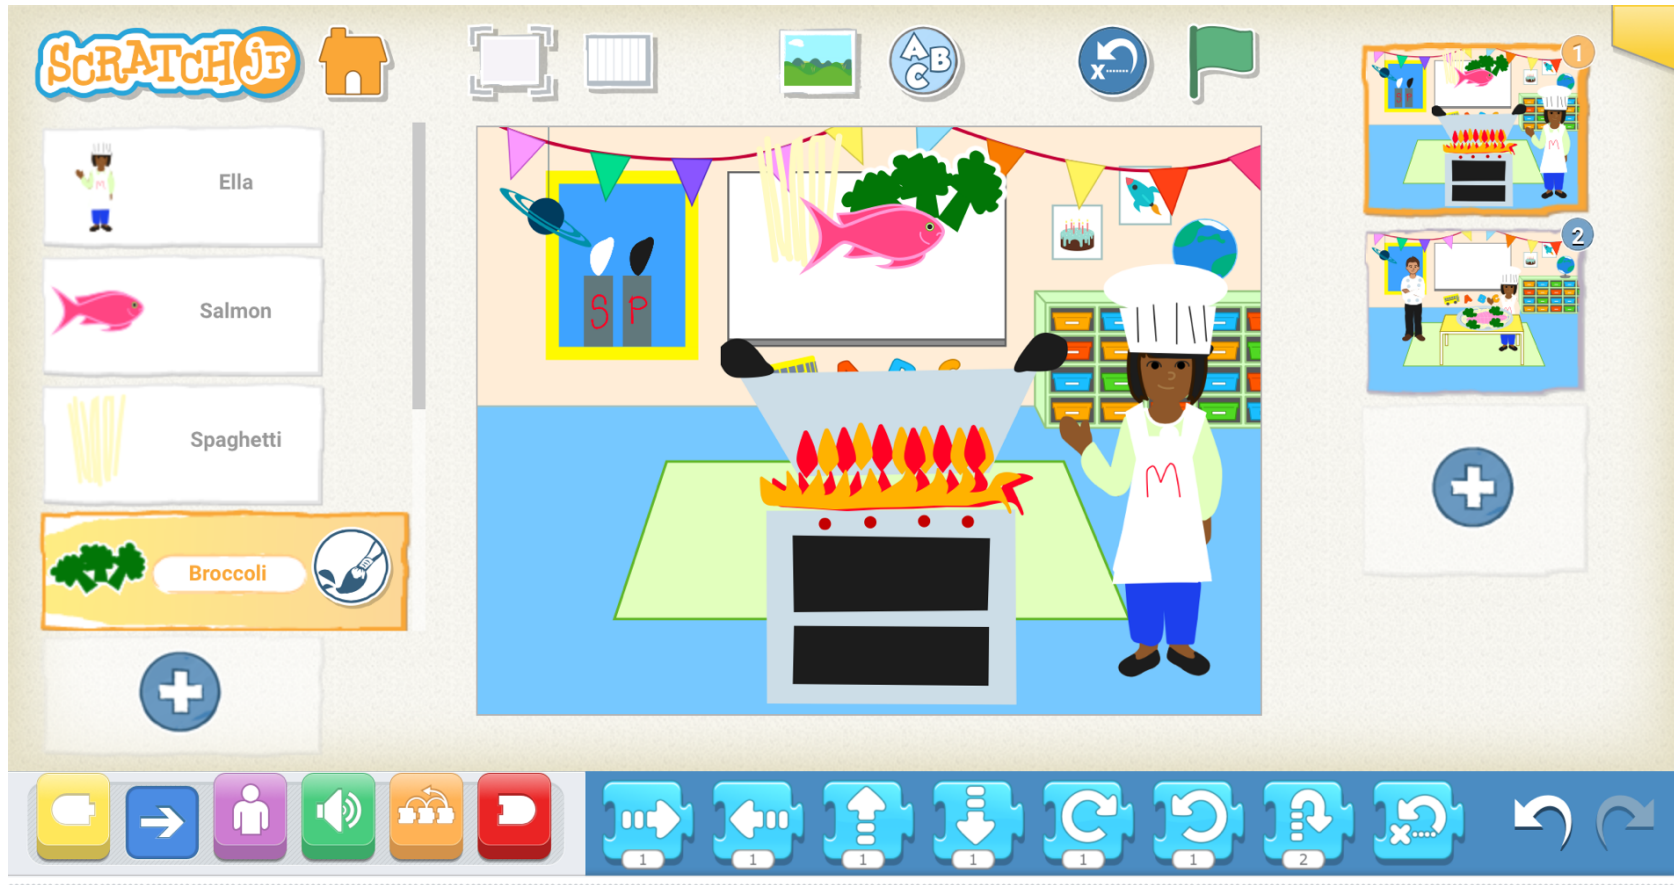 SCRATCHjr
A B C
x
1
Ella
Salmon
Spaghetti
Broccoli
S P
M
2
1
1
1
1
1
1
2
x